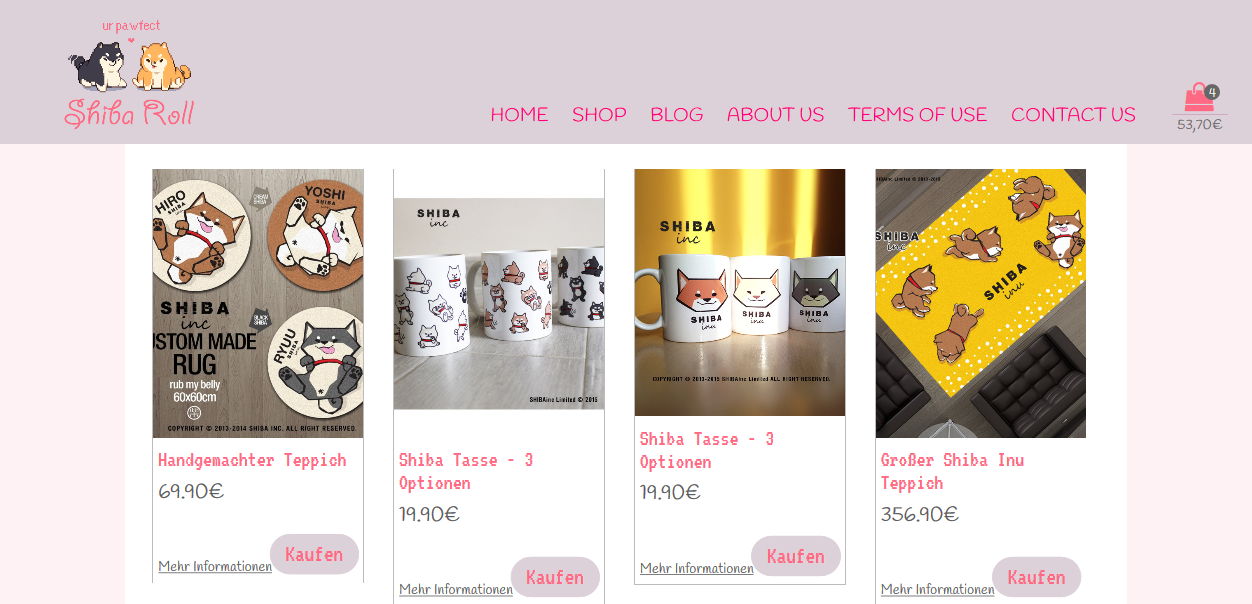 ur pawfect
Shiba Roll
HOME SHOP BLOG ABOUT US TERMS OF USE CONTACT US
4
53,70€
HIRO
SHIBA
CREAM
SHIBA
YOSHI
SHIBA
SHIBA
inc
BLACK
SHIBA
USTOM MADE
RUG
rub my belly
60x60cm
RYUU
SHIBA
COPYRIGHT © 2013-2014 SHIBA INC. ALL RIGHT RESERVED.
Handgemachter Teppich
69.90€
Mehr Informationen
Kaufen
SHIBA
inc
SHIBAinc Limited © 2015
Shiba Tasse - 3
Optionen
19.90€
Mehr Informationen
Kaufen
SHIBA
inc
SHIBA
inu
SHIBA
inu
SHIBA
inu
COPYRIGHT © 2013-2015 SHIBAinc Limited ALL RIGHT RESERVED.
Shiba Tasse - 3
Optionen
19.90€
Mehr Informationen
Kaufen
SHIBA
inc
SHIBA
inu
Großer Shiba Inu
Teppich
356.90€
Mehr Informationen
Kaufen